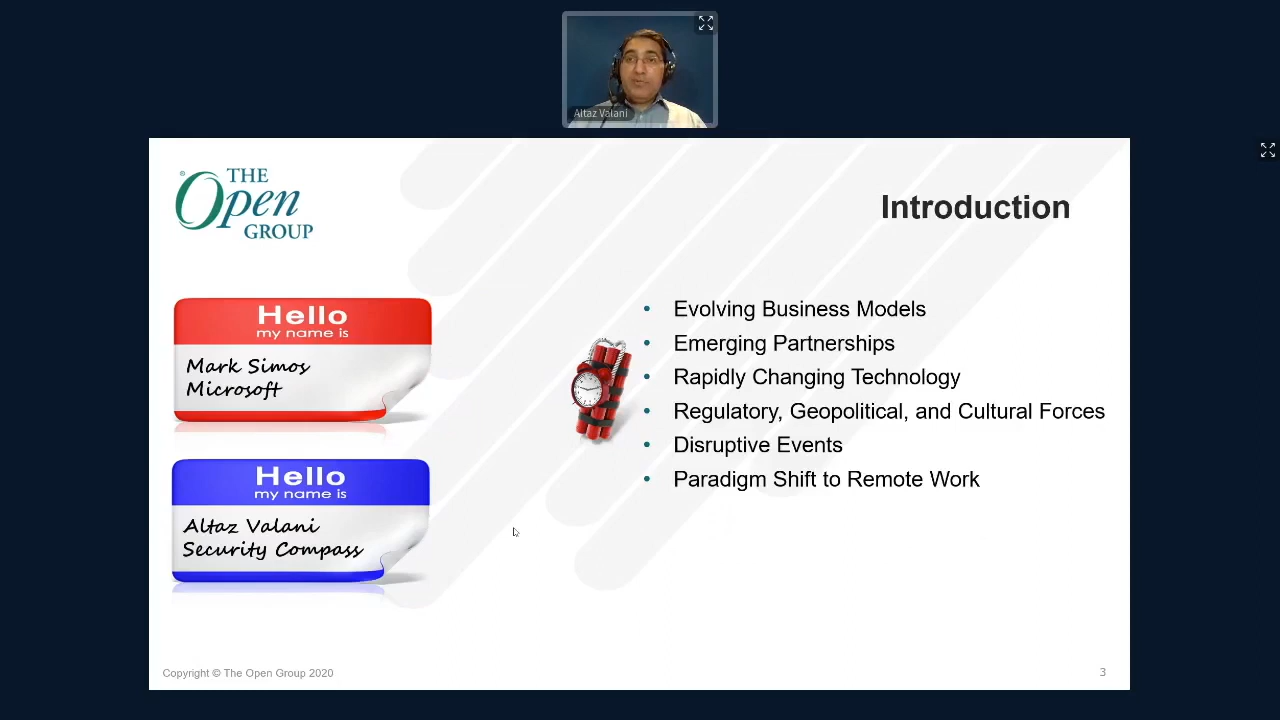 Altaz Valani
THE
Open
GROUP
Introduction
Hello
my name is
Mark Simos
Microsoft
Hello
my name is
Altaz Valani
Security Compass
• Evolving Business Models
• Emerging Partnerships
• Rapidly Changing Technology
• Regulatory, Geopolitical, and Cultural Forces
• Disruptive Events
• Paradigm Shift to Remote Work
Copyright © The Open Group 2020
3